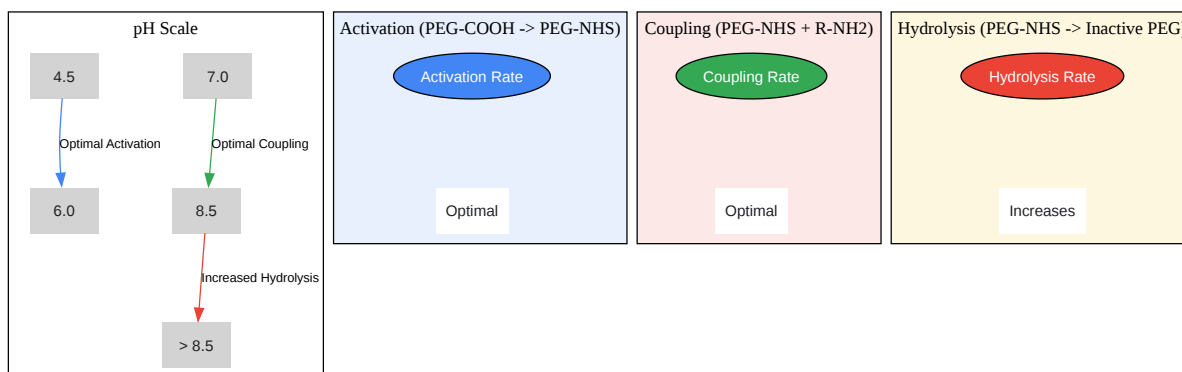 pH Scale
4.5
7.0
Optimal Activation
Optimal Coupling
6.0
8.5
Increased Hydrolysis
> 8.5
Activation (PEG-COOH -> PEG-NHS)
Activation Rate
Optimal
Coupling (PEG-NHS + R-NH2)
Coupling Rate
Optimal
Hydrolysis (PEG-NHS -> Inactive PEG)
Hydrolysis Rate
Increases